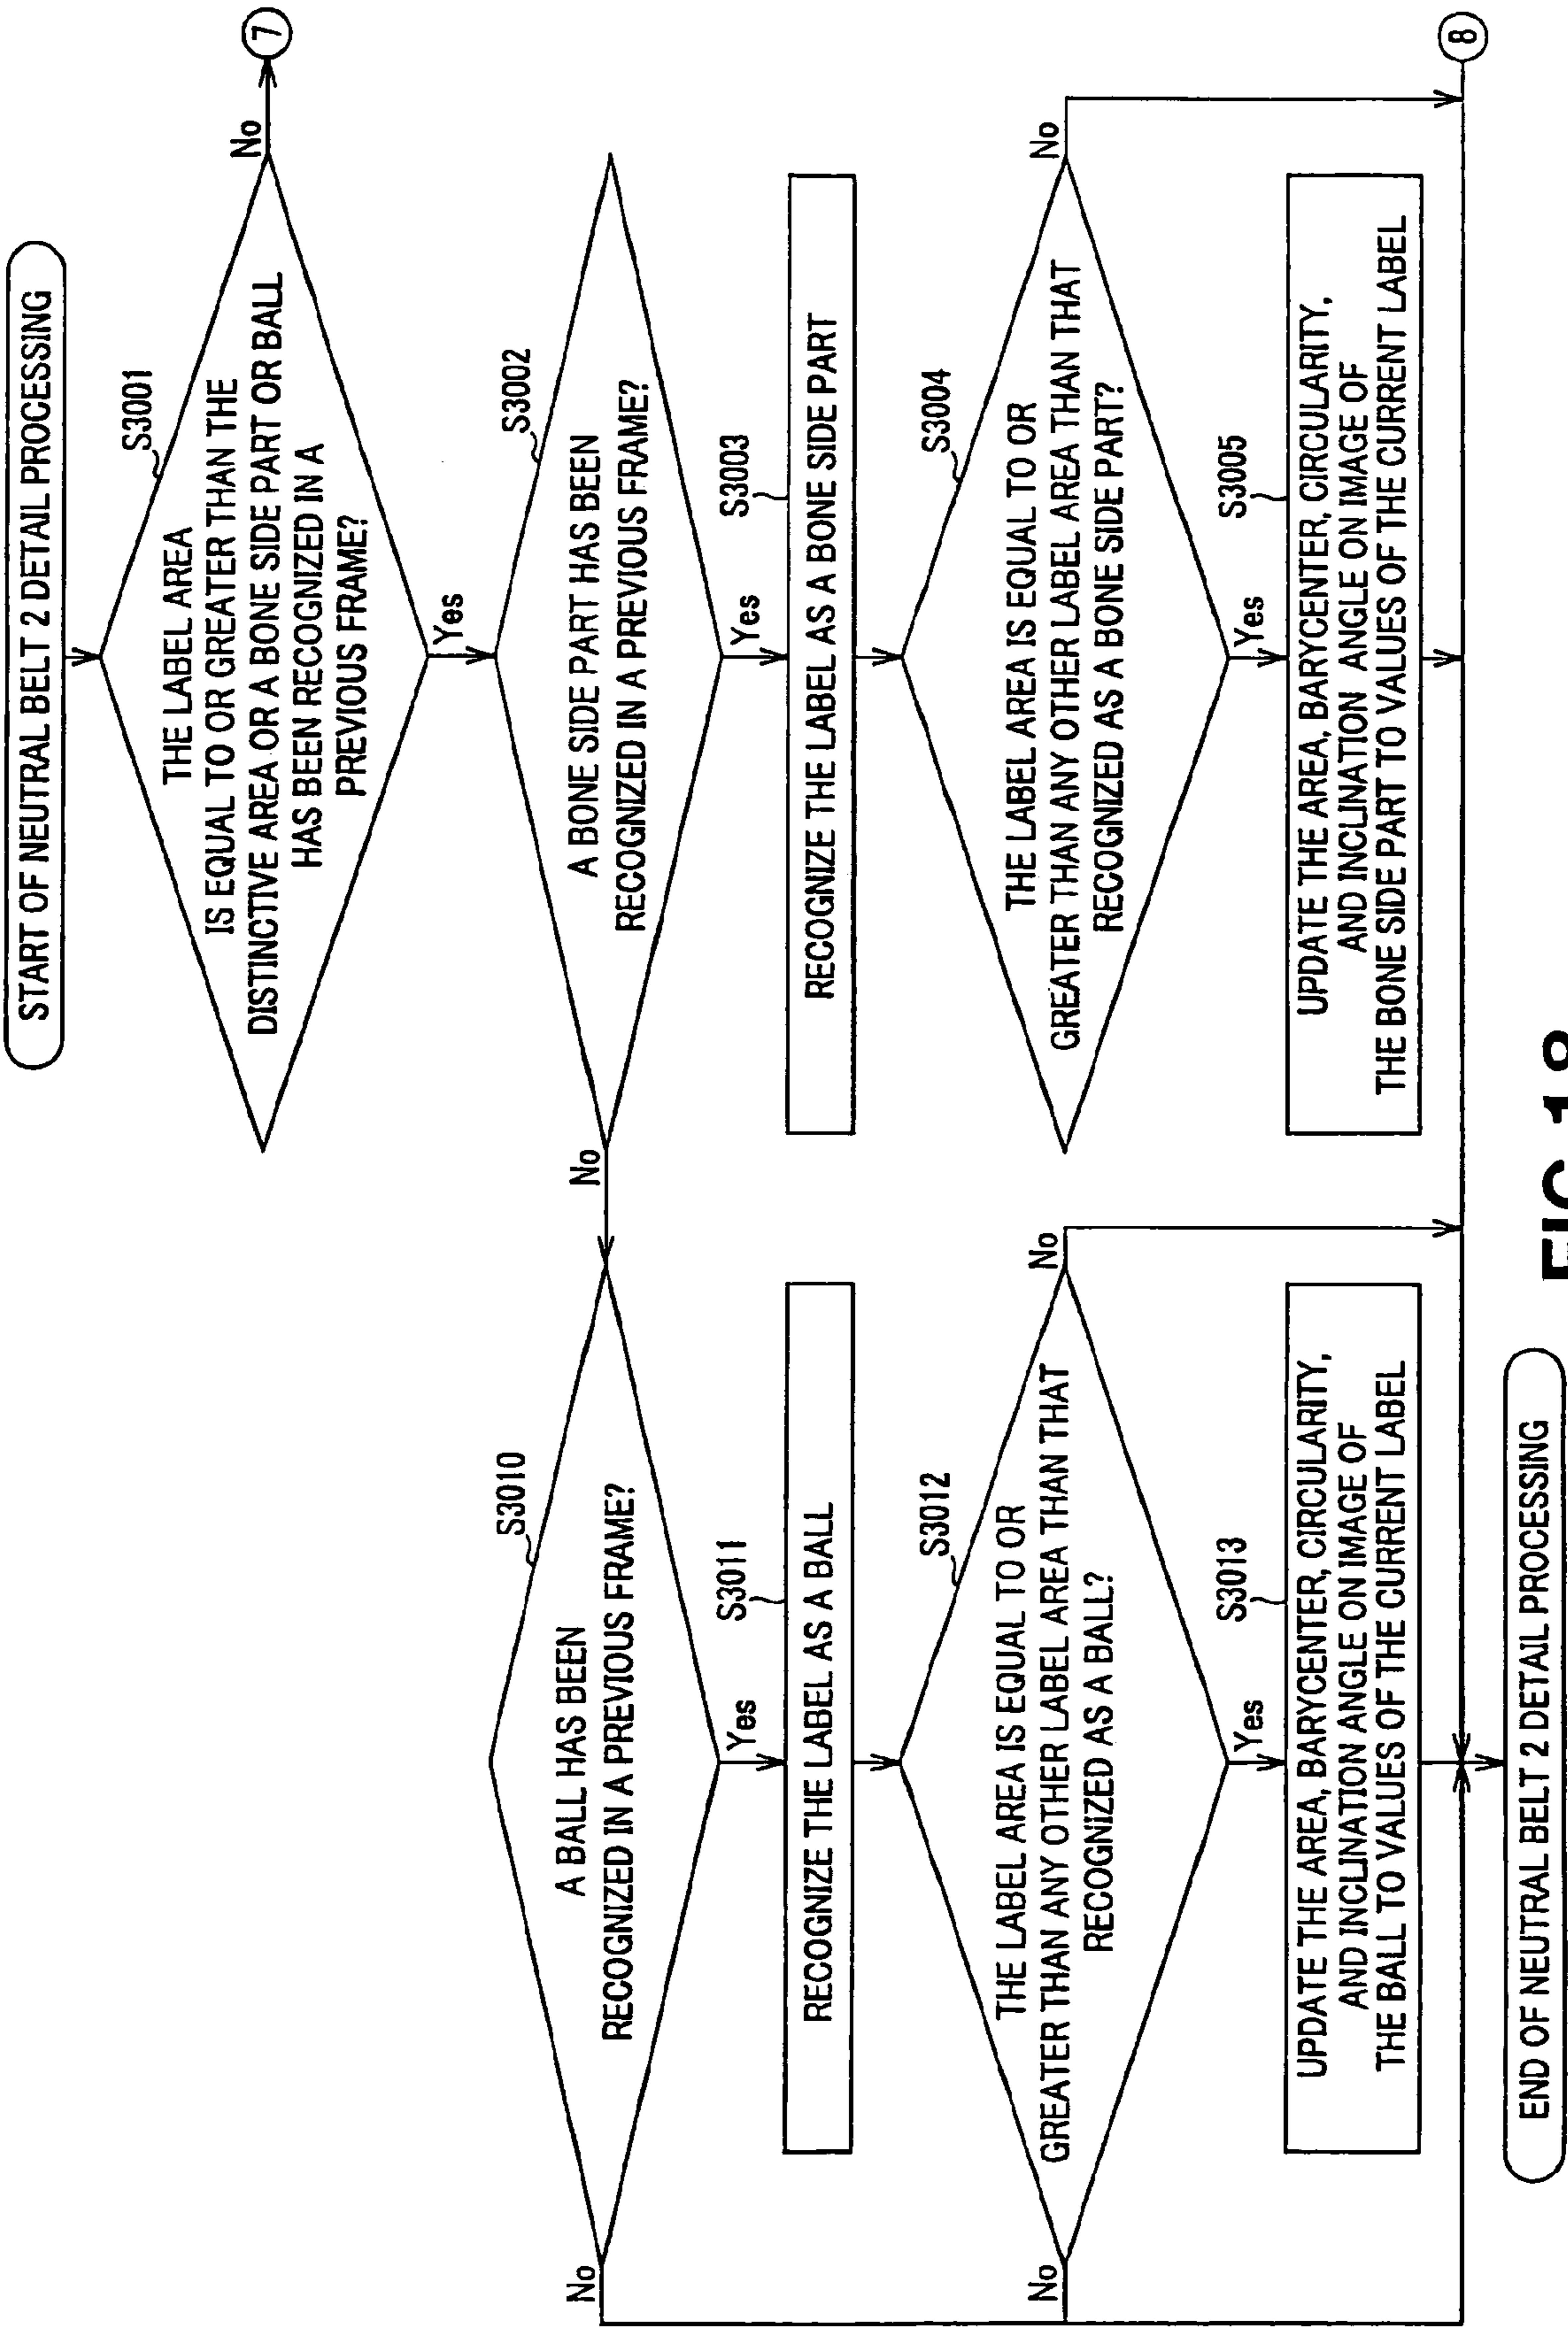 START OF NEUTRAL BELT 2 DETAIL PROCESSING
S3001
THE LABEL AREA
IS EQUAL TO OR GREATER THAN THE
DISTINCTIVE AREA OR A BONE SIDE PART OR BALL
HAS BEEN RECOGNIZED IN A
PREVIOUS FRAME?
No
7
Yes
S3002
A BONE SIDE PART HAS BEEN
RECOGNIZED IN A PREVIOUS FRAME?
No
Yes
S3003
RECOGNIZE THE LABEL AS A BONE SIDE PART
S3004
THE LABEL AREA IS EQUAL TO OR
GREATER THAN ANY OTHER LABEL AREA THAN THAT
RECOGNIZED AS A BONE SIDE PART?
No
Yes
S3005
UPDATE THE AREA, BARYCENTER, CIRCULARITY,
AND INCLINATION ANGLE ON IMAGE OF
THE BONE SIDE PART TO VALUES OF THE CURRENT LABEL
8
S3010
A BALL HAS BEEN
RECOGNIZED IN A PREVIOUS FRAME?
No
Yes
S3011
RECOGNIZE THE LABEL AS A BALL
S3012
THE LABEL AREA IS EQUAL TO OR
GREATER THAN ANY OTHER LABEL AREA THAN THAT
RECOGNIZED AS A BALL?
No
No
Yes
S3013
UPDATE THE AREA, BARYCENTER, CIRCULARITY,
AND INCLINATION ANGLE ON IMAGE OF
THE BALL TO VALUES OF THE CURRENT LABEL
END OF NEUTRAL BELT 2 DETAIL PROCESSING